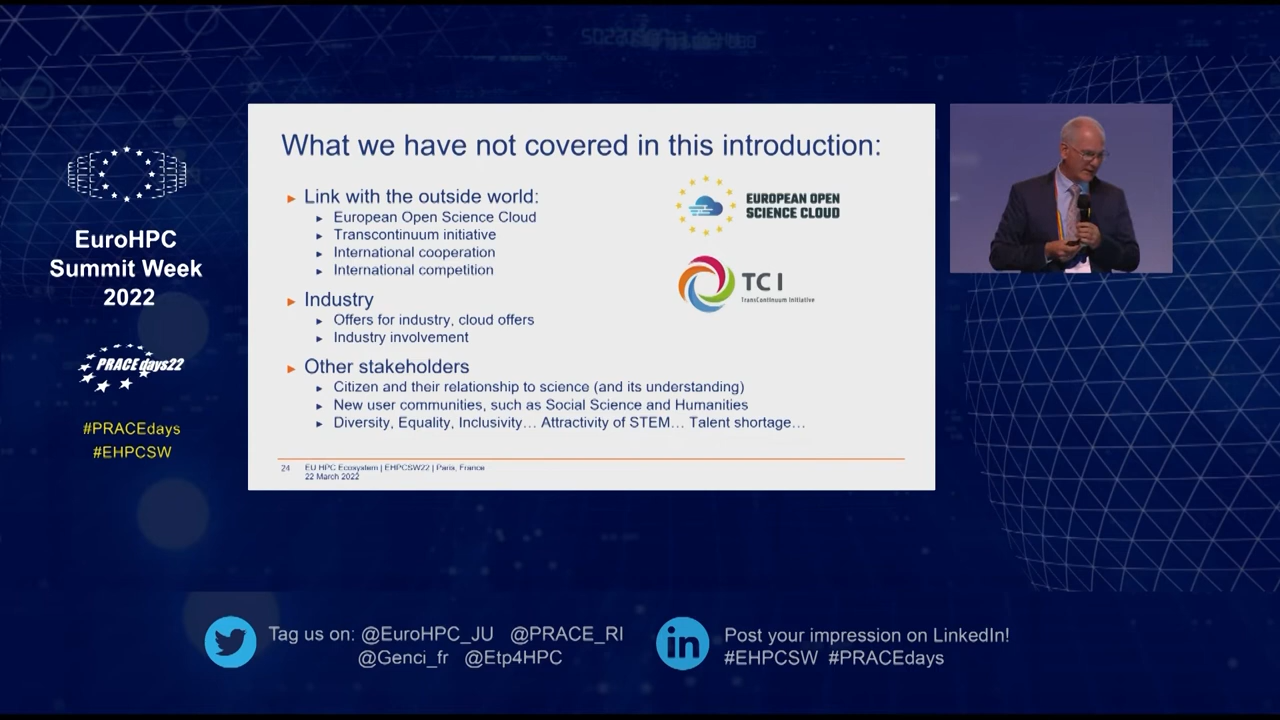 EuroHPC
Summit Week
2022
PRACEdays22
#PRACEdays
#EHPCSW
What we have not covered in this introduction:
Link with the outside world:
European Open Science Cloud
Transcontinuum initiative
International cooperation
International competition
Industry
Offers for industry, cloud offers
Industry involvement
Other stakeholders
Citizen and their relationship to science (and its understanding)
New user communities, such as Social Science and Humanities
Diversity, Equality, Inclusivity… Attractivity of STEM… Talent shortage…
EUROPEAN OPEN
SCIENCE CLOUD
TCI
TransContinuum Initiative
24 EU HPC Ecosystem | EHPCSW22 | Paris, France
22 March 2022
Tag us on: @EuroHPC_JU @PRACE_RI
@Genci_fr @Etp4HPC
in
Post your impression on LinkedIn!
#EHPCSW #PRACEdays